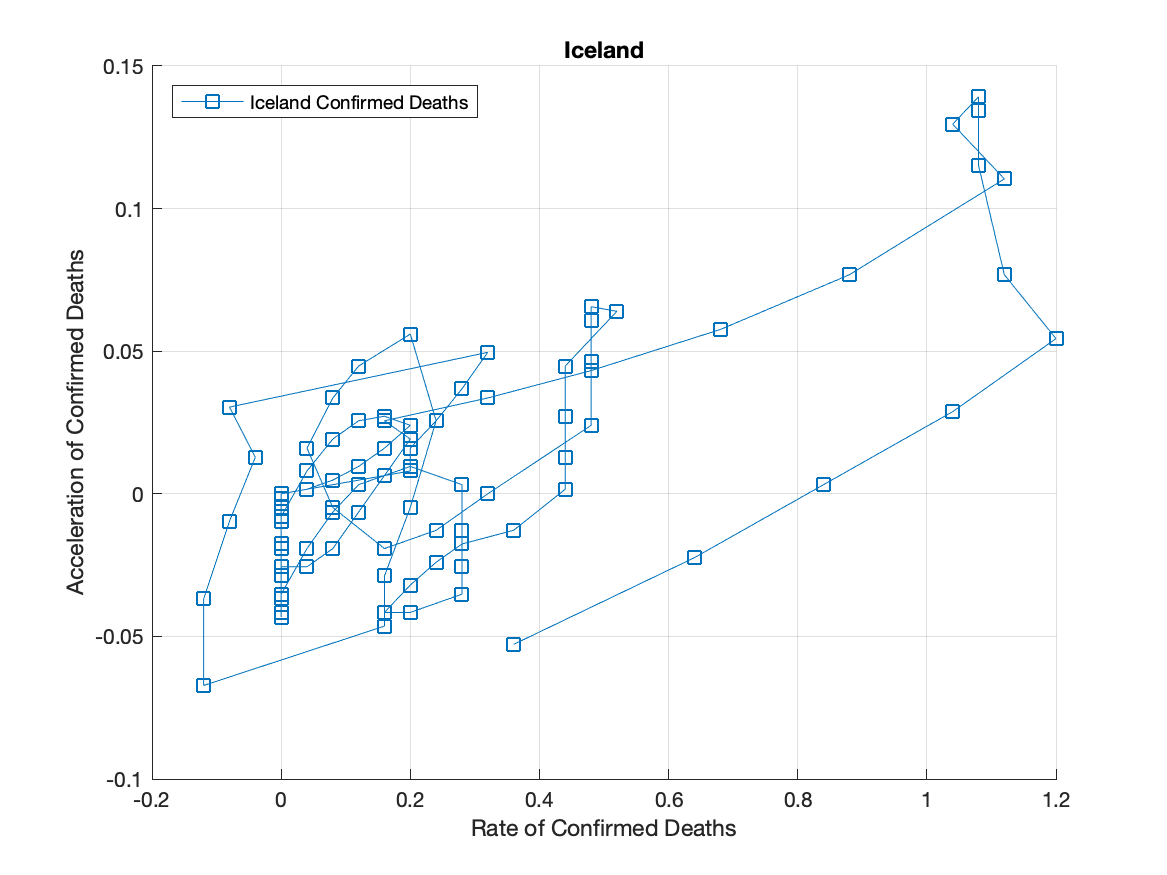 Iceland
0.15
Iceland Confirmed Deaths
0.1
0.05
0
-0.05
-0.1
Acceleration of Confirmed Deaths
-0.2 0 0.2 0.4 0.6 0.8 1 1.2
Rate of Confirmed Deaths